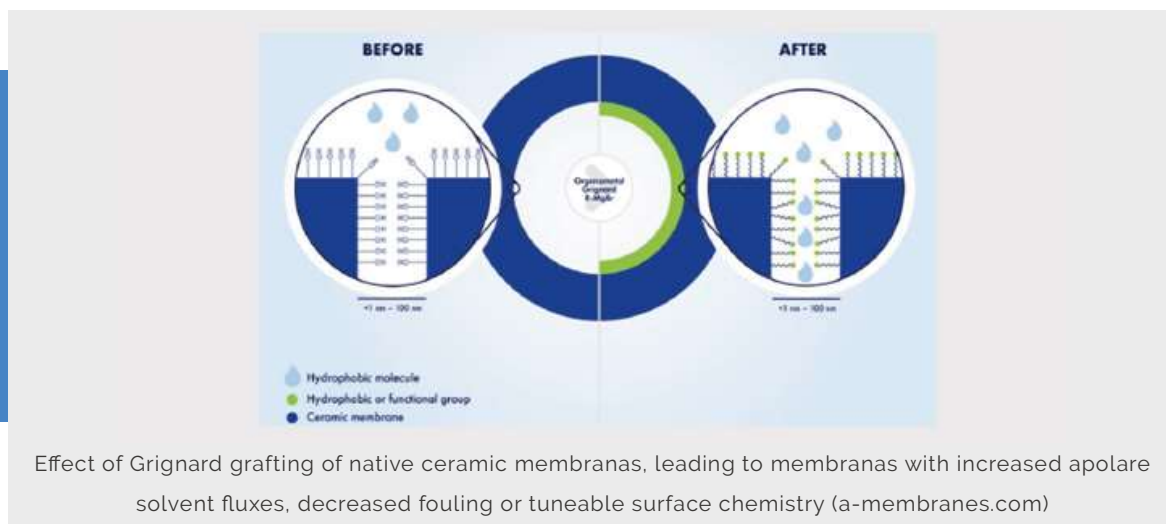 BEFORE
AFTER
Organometal
Grignard
R-MgBr
<1 nm – 100 nm
<1 nm – 100 nm
Hydrophobic molecule
Hydrophobic or functional group
Ceramic membrane
Effect of Grignard grafting of native ceramic membranas, leading to membranas with increased apolare
solvent fluxes, decreased fouling or tuneable surface chemistry (a-membranes.com)